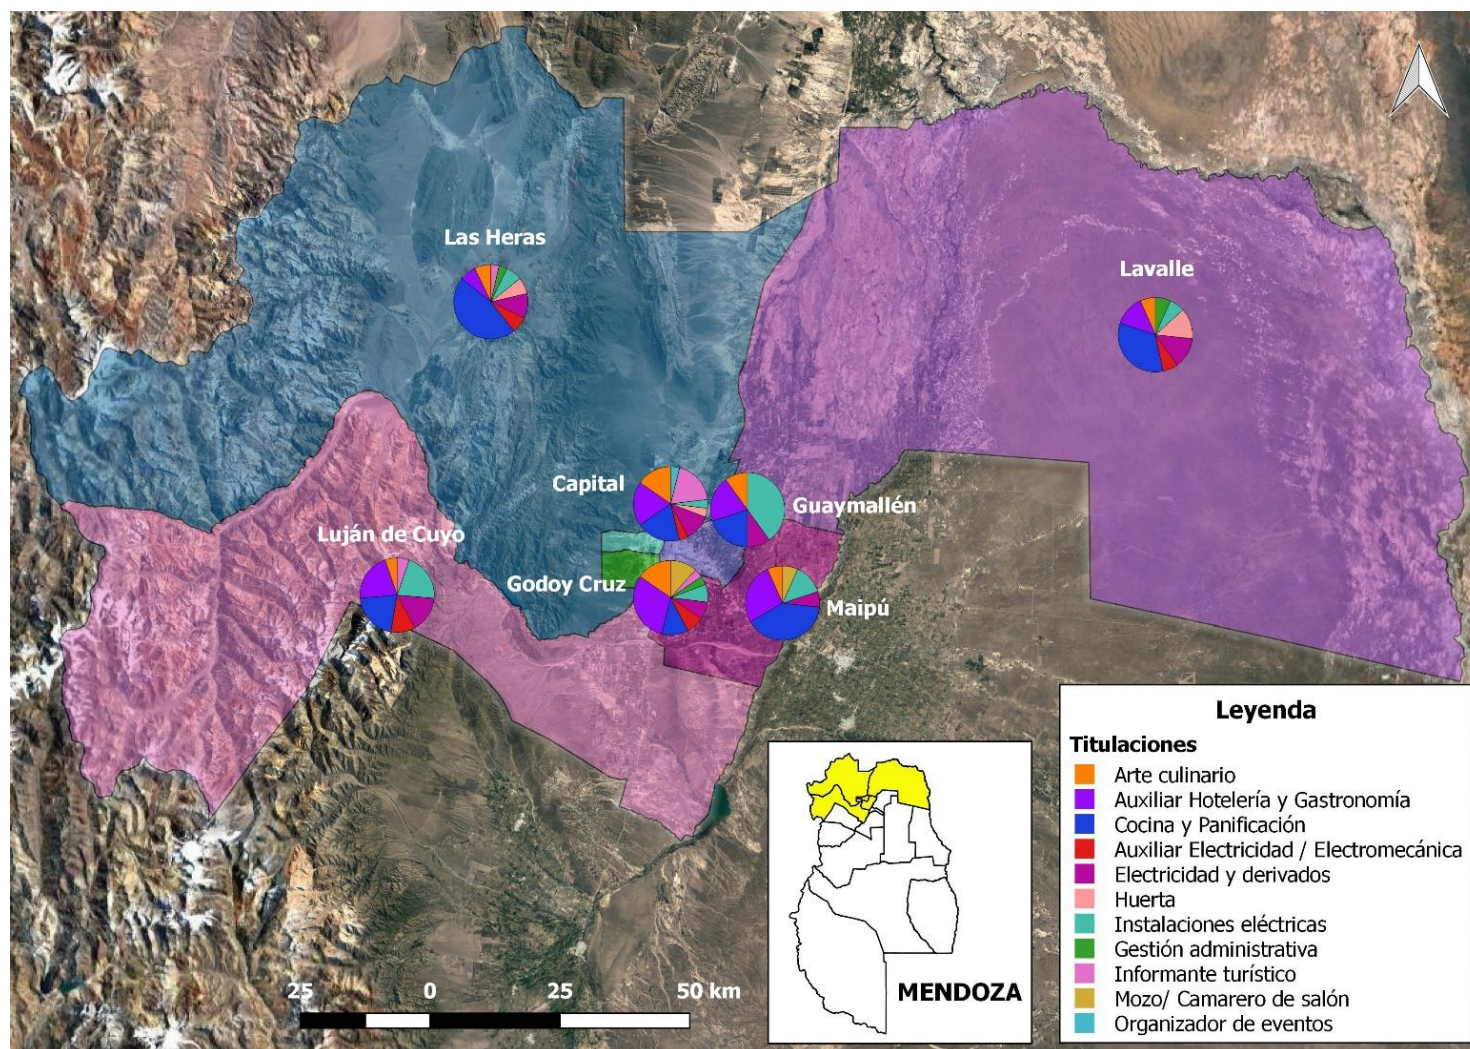 Las Heras
Lavalle
Capital
Guaymallén
Luján de Cuyo
Godoy Cruz
Maipú
Leyenda
Titulaciones
Arte culinario
Auxiliar Hotelería y Gastronomía
Cocina y Panificación
Auxiliar Electricidad / Electromecánica
Electricidad y derivados
Huerta
Instalaciones eléctricas
Gestión administrativa
Informante turístico
Mozo/ Camarero de salón
Organizador de eventos
MENDOZA
25 0 25 50 km